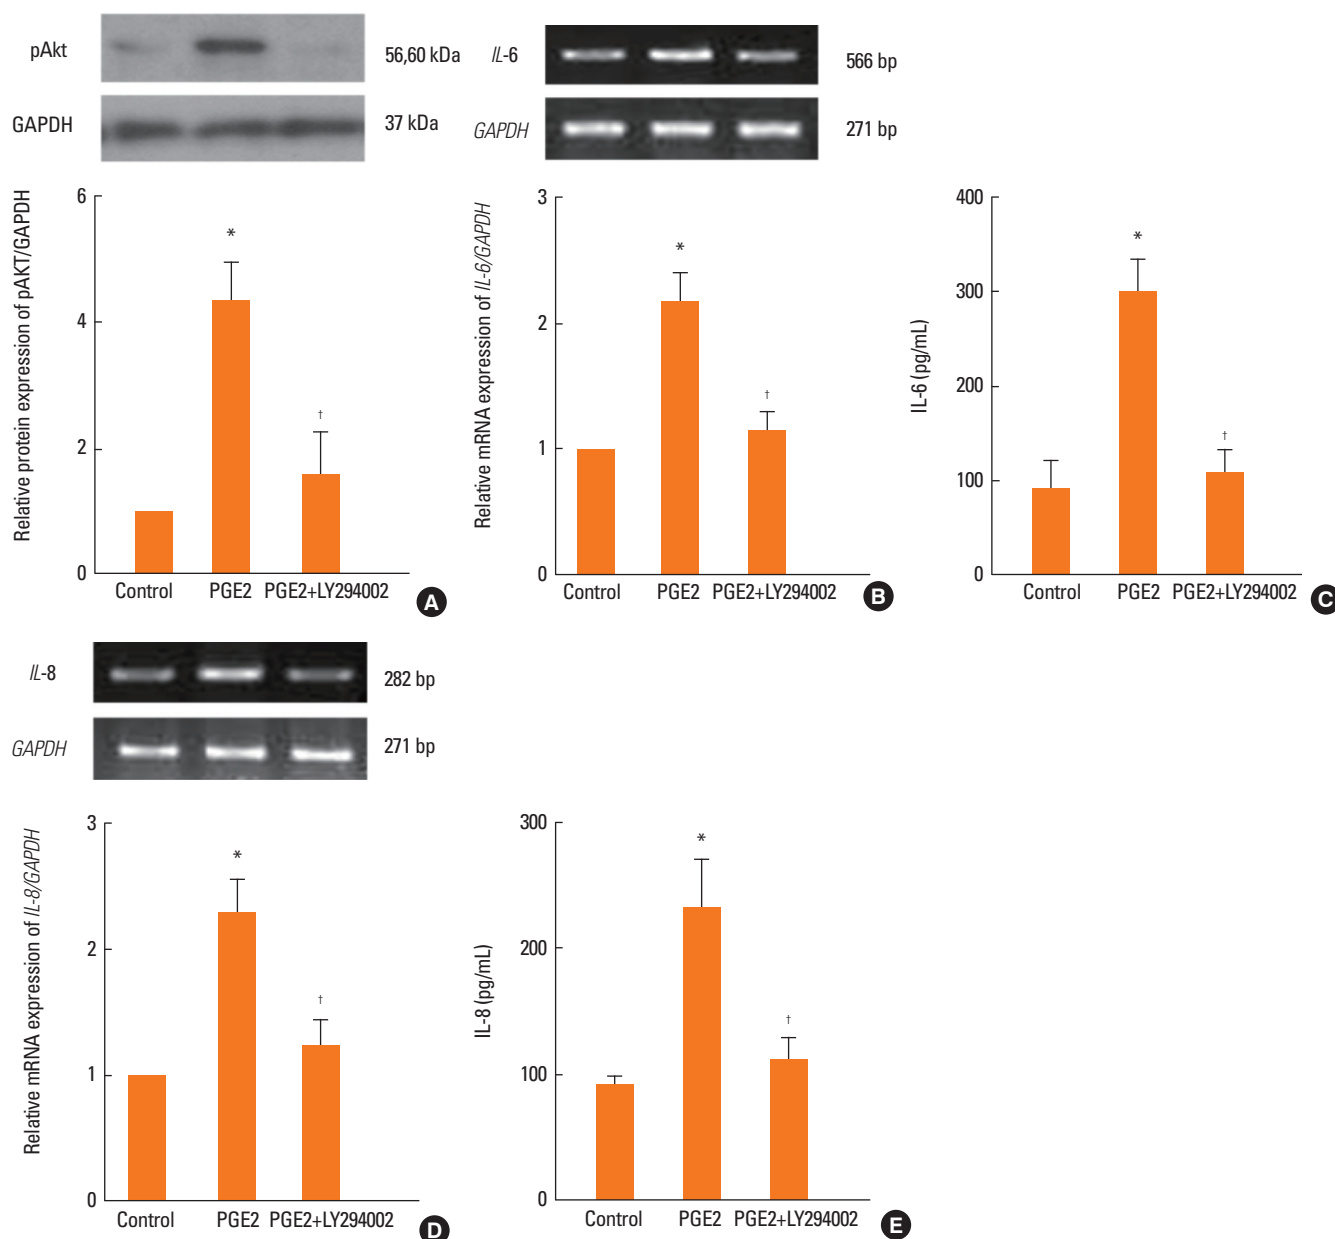 pAkt
56,60 kDa
GAPDH
37 kDa
Relative protein expression of pAKT/GAPDH
6
4
2
0
*
†
Control
PGE2
PGE2+LY294002
A
IL-6
566 bp
GAPDH
271 bp
Relative mRNA expression of IL-6/GAPDH
3
2
1
0
*
†
Control
PGE2
PGE2+LY294002
B
IL-6 (pg/mL)
400
300
200
100
0
*
†
Control
PGE2
PGE2+LY294002
C
IL-8
282 bp
GAPDH
271 bp
Relative mRNA expression of IL-8/GAPDH
3
2
1
0
*
†
Control
PGE2
PGE2+LY294002
D
IL-8 (pg/mL)
300
200
100
0
*
†
Control
PGE2
PGE2+LY294002
E